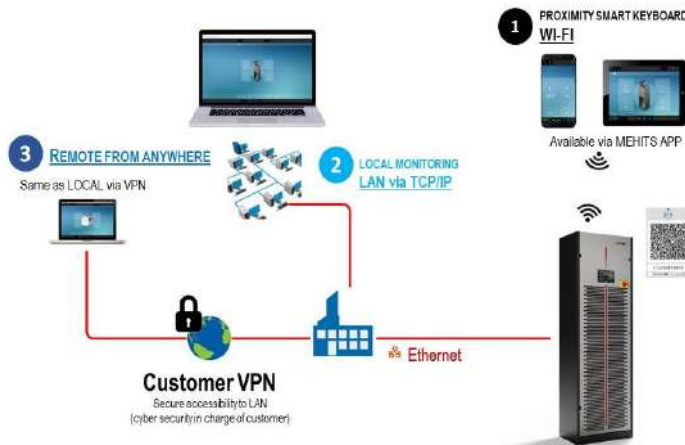 1
PROXIMITY SMART KEYBOARD
WI-FI
Available via MEHITS APP
3
REMOTE FROM ANYWHERE
Same as LOCAL via VPN
2
LOCAL MONITORING
LAN via TCP/IP
Ethernet
Customer VPN
Secure accessibility to LAN
(cyber security in charge of customer)